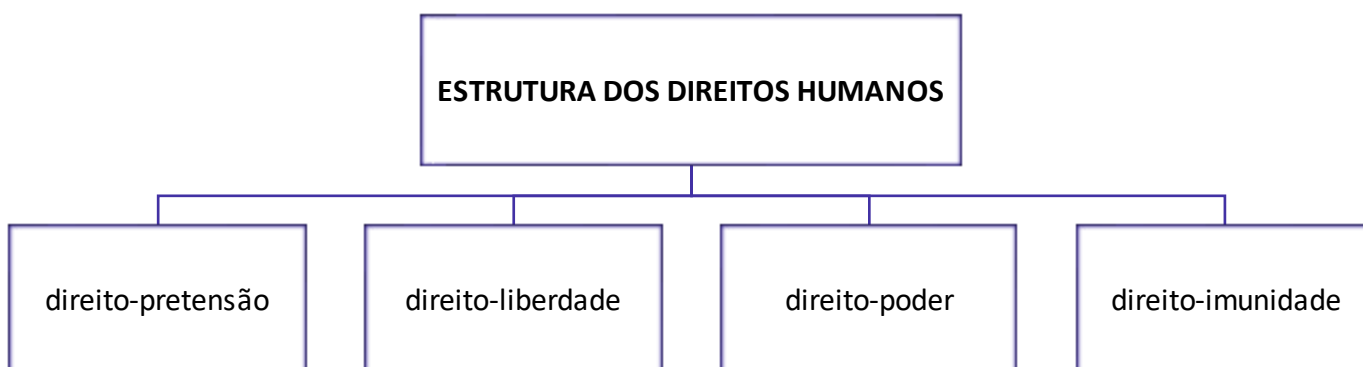 ESTRUTURA DOS DIREITOS HUMANOS
direito-pretensão
direito-liberdade
direito-poder
direito-imunidade